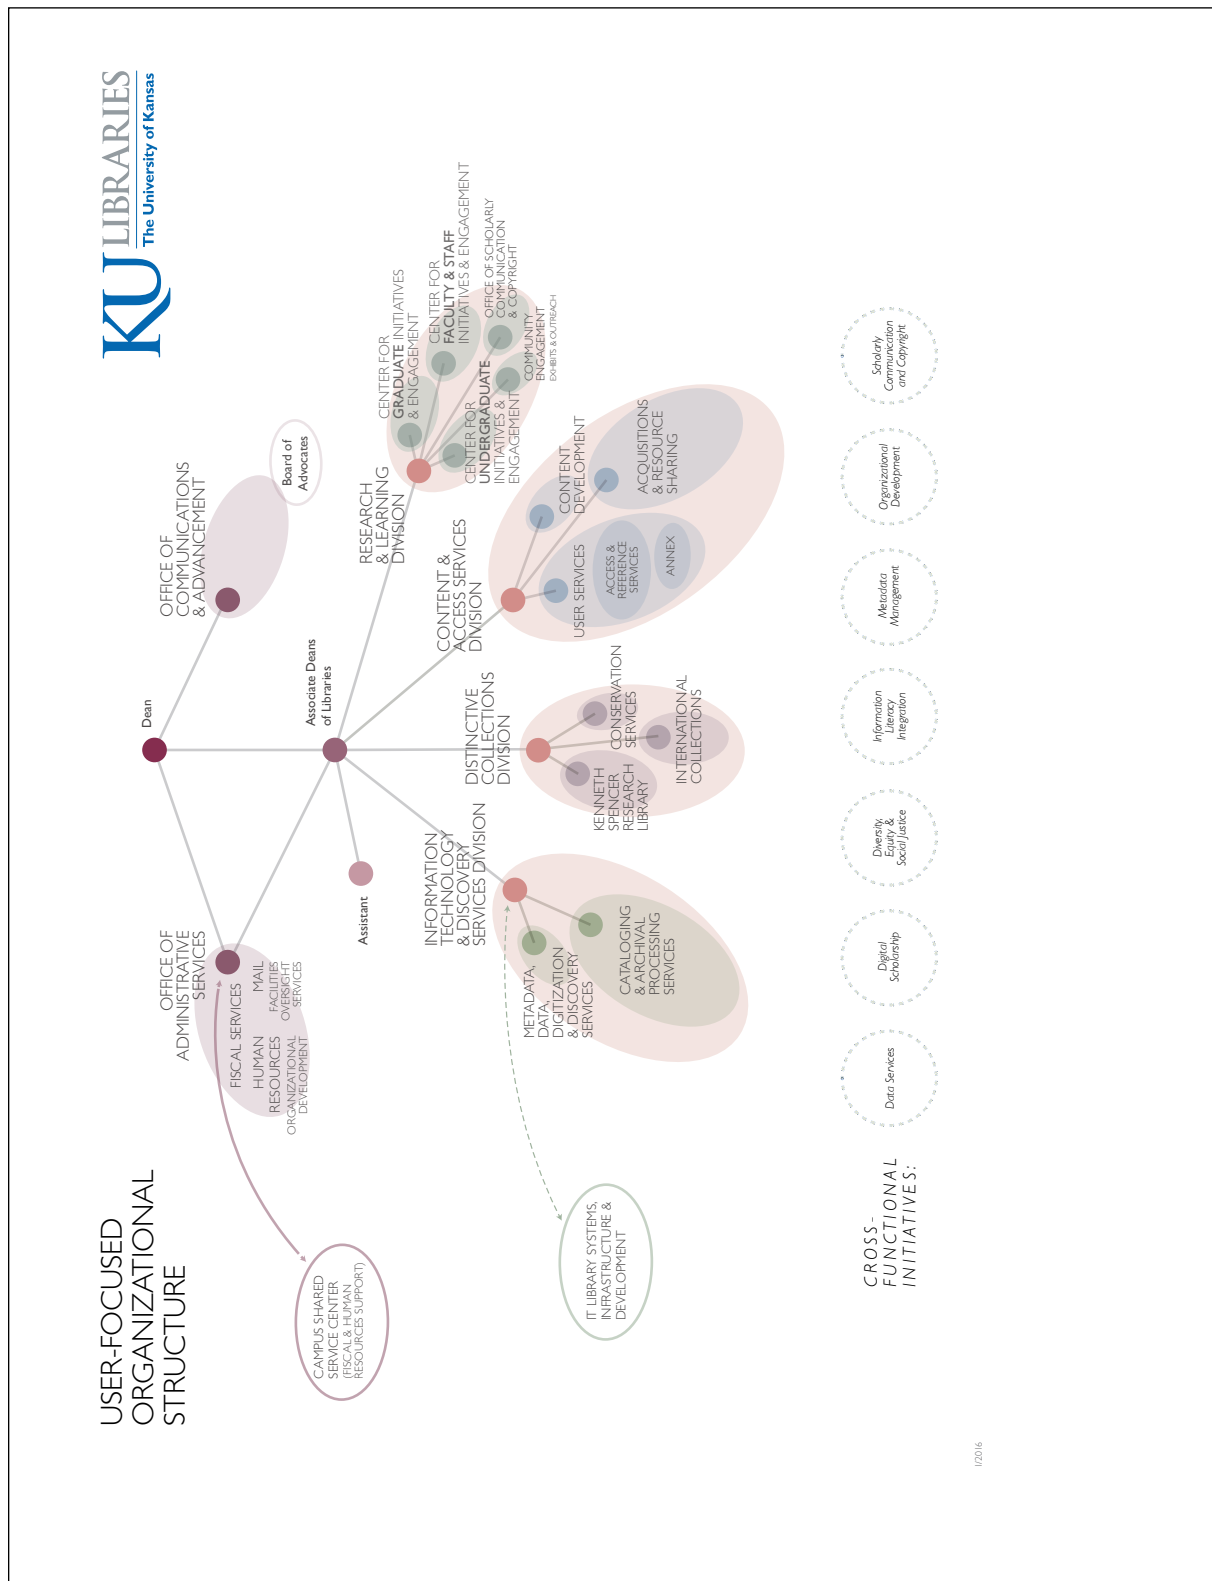 USER-FOCUSED
ORGANIZATIONAL
STRUCTURE
KU LIBRARIES
The University of Kansas
Dean
OFFICE OF
ADMINISTRATIVE
SERVICES
FISCAL SERVICES
HUMAN
RESOURCES
MAIL
FACILITIES
OVERSIGHT
SERVICES
ORGANIZATIONAL
DEVELOPMENT
OFFICE OF
COMMUNICATIONS
& ADVANCEMENT
Board of
Advocates
Associate Deans
of Libraries
Assistant
CAMPUS SHARED
SERVICE CENTER
(FISCAL & HUMAN
RESOURCES SUPPORT)
INFORMATION
TECHNOLOGY
& DISCOVERY
SERVICES DIVISION
METADATA,
DATA,
DIGITIZATION
& DISCOVERY
SERVICES
CATALOGING
& ARCHIVAL
PROCESSING
SERVICES
IT LIBRARY SYSTEMS,
INFRASTRUCTURE &
DEVELOPMENT
DISTINCTIVE
COLLECTIONS
DIVISION
KENNETH
SPENCER
RESEARCH
LIBRARY
CONSERVATION
SERVICES
INTERNATIONAL
COLLECTIONS
CONTENT &
ACCESS SERVICES
DIVISION
USER SERVICES
ACCESS &
REFERENCE
SERVICES
ANNEX
CONTENT
DEVELOPMENT
ACQUISITIONS
& RESOURCE
SHARING
RESEARCH
& LEARNING
DIVISION
CENTER FOR
GRADUATE INITIATIVES
& ENGAGEMENT
CENTER FOR
FACULTY & STAFF
INITIATIVES & ENGAGEMENT
CENTER FOR
UNDERGRADUATE
INITIATIVES &
ENGAGEMENT
OFFICE OF SCHOLARLY
COMMUNICATION
& COPYRIGHT
COMMUNITY
ENGAGEMENT
EXHIBITS & OUTREACH
CROSS-
FUNCTIONAL
INITIATIVES:
Data Services
Digital
Scholarship
Diversity,
Equity &
Social Justice
Information
Literacy
Integration
Metadata
Management
Organizational
Development
Scholarly
Communication
and Copyright
1/2016